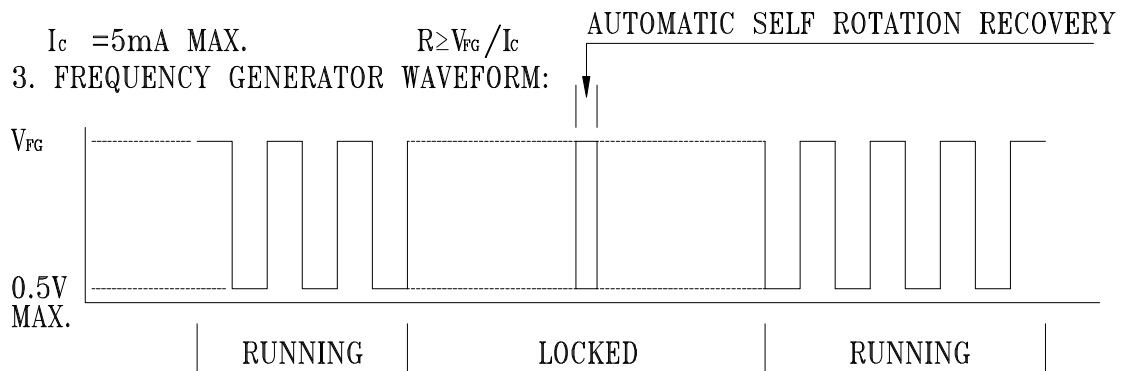 AUTOMATIC SELF ROTATION RECOVERY
Ic =5mA MAX. R≥VFG/Ic
3. FREQUENCY GENERATOR WAVEFORM:
VFG
0.5V
MAX.
RUNNING LOCKED RUNNING